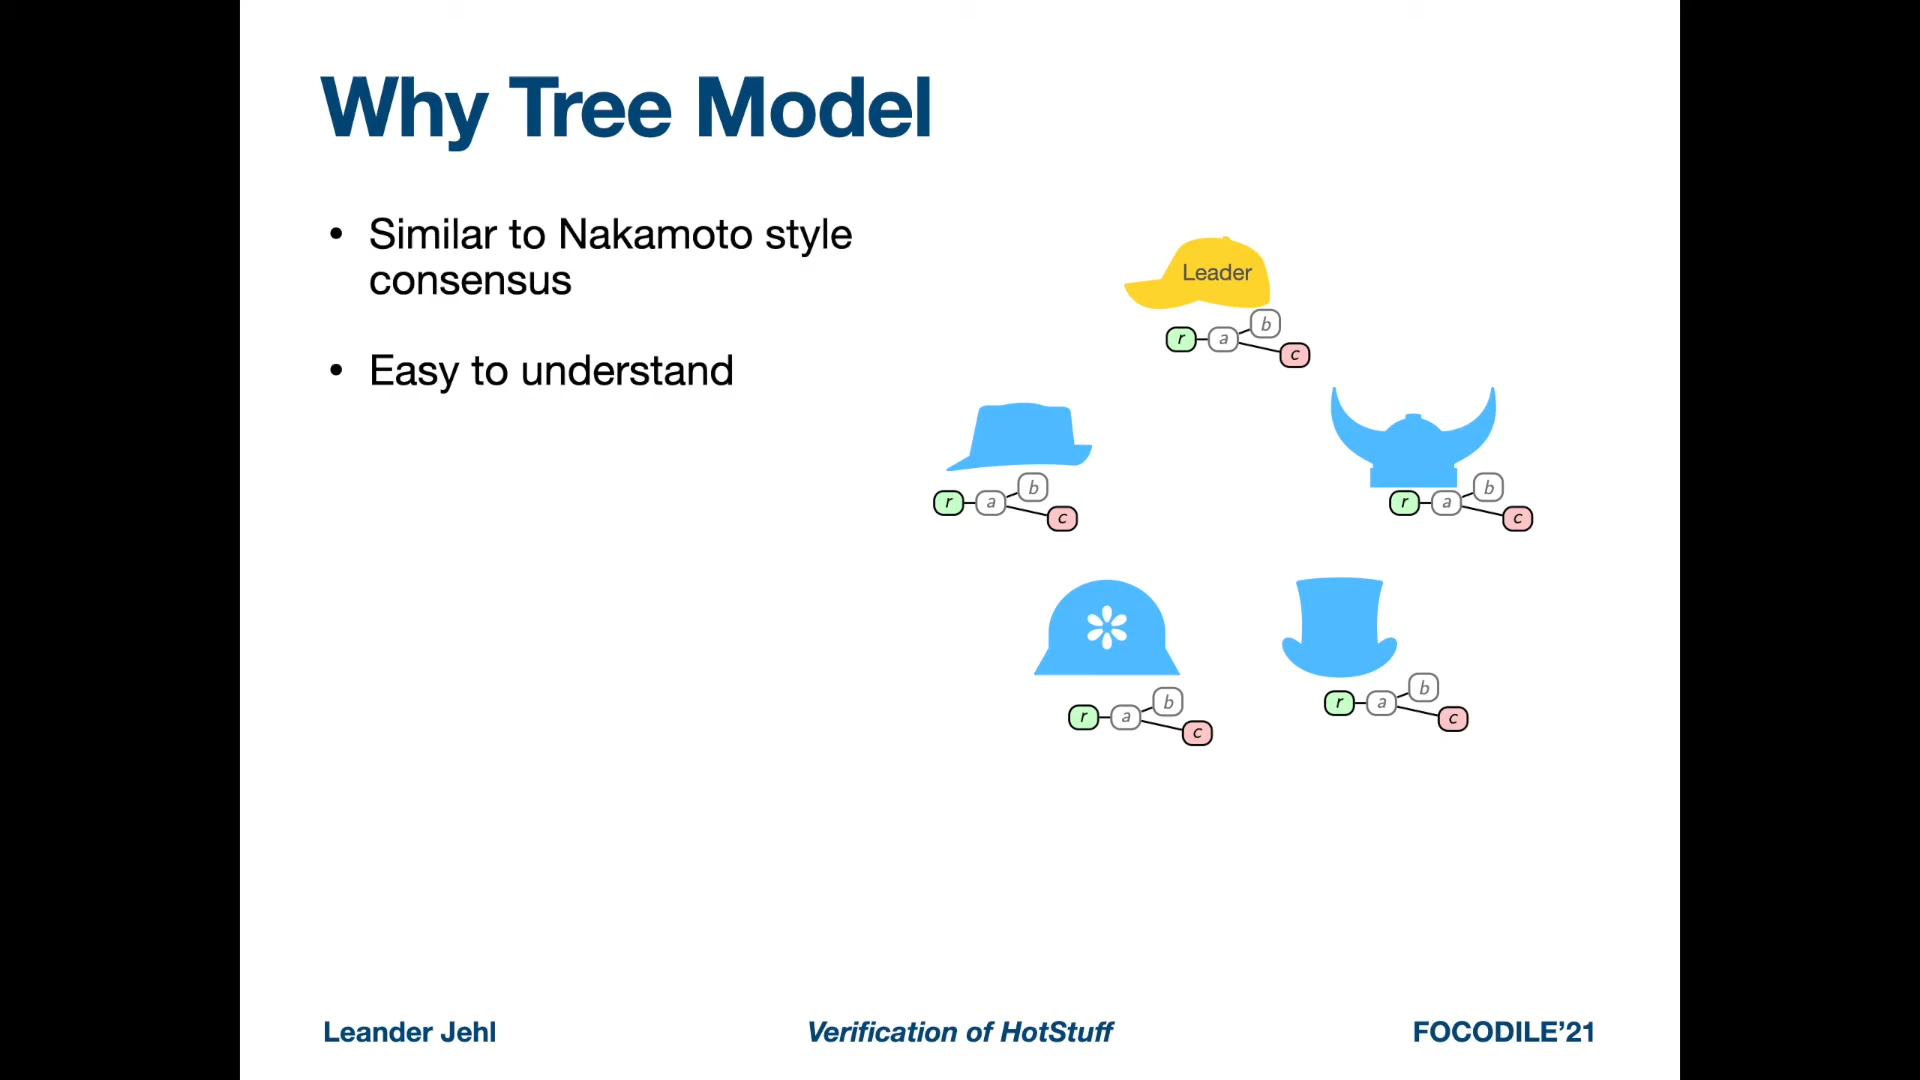 Why Tree Model
• Similar to Nakamoto style
consensus
• Easy to understand
Leader
r a b c
r a b c
r a b c
r a b c
r a b c
Leander Jehl
Verification of HotStuff
FOCODILE’21